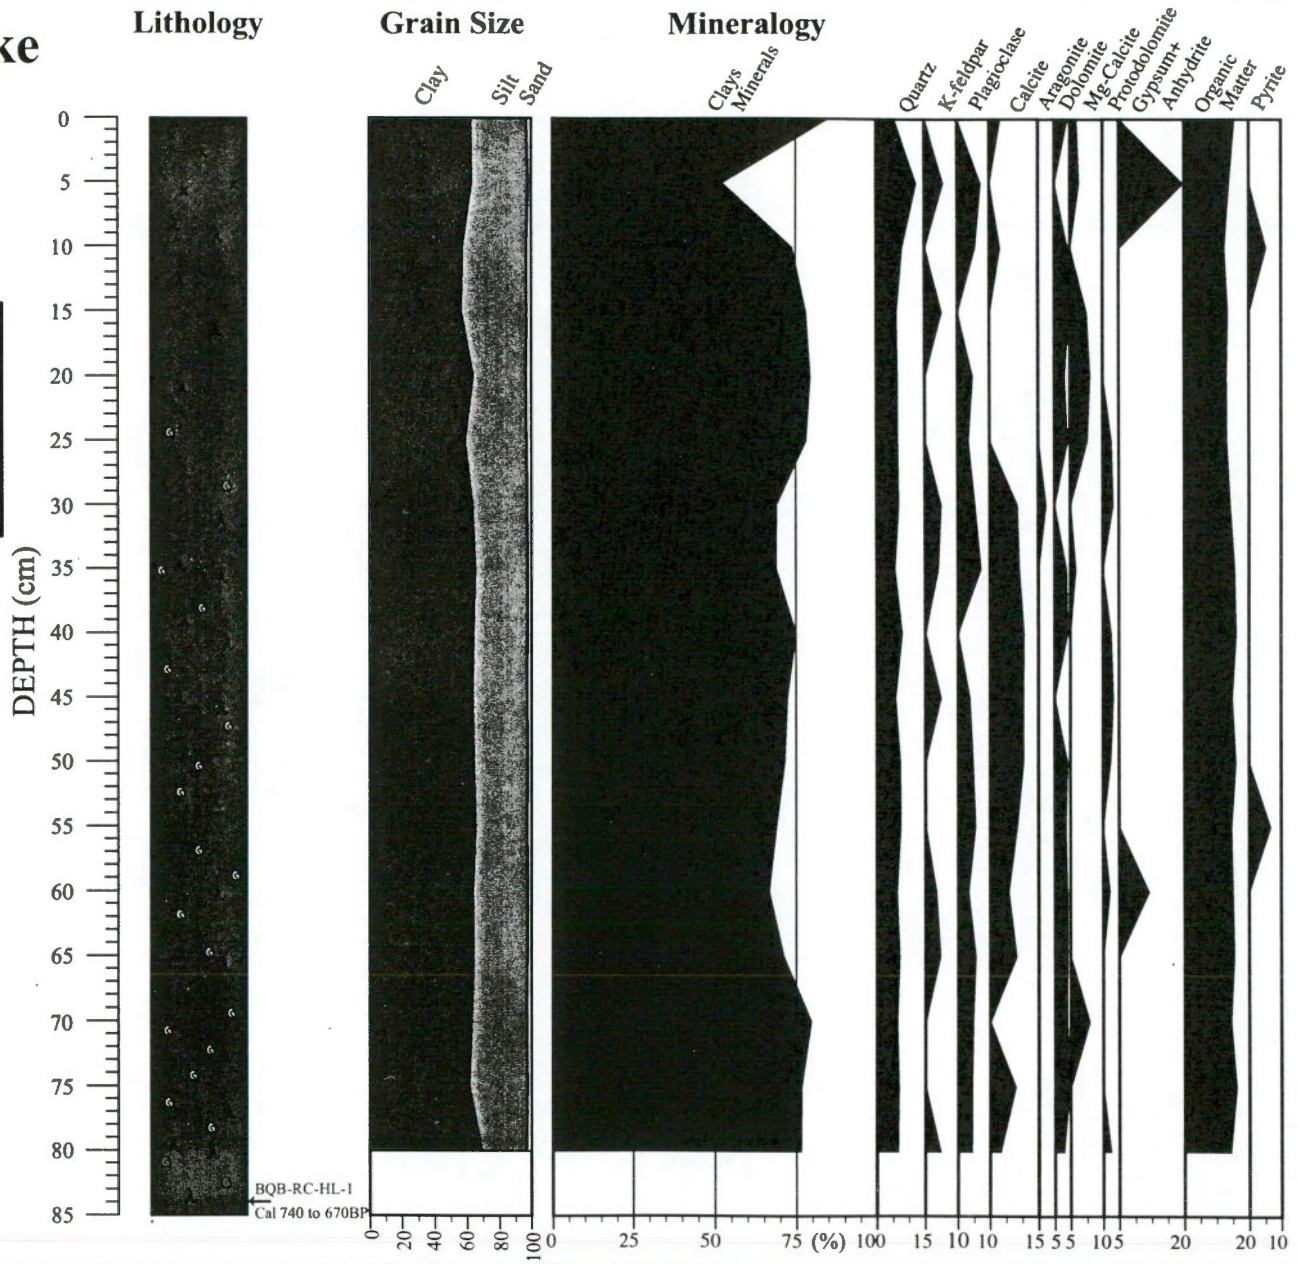 ke
Lithology
Grain Size
Mineralogy
Clay
Silt
Sand
Clays
Minerals
Quartz
K-feldpar
Plagioclase
Calcite
Aragonite
Dolomite
Mg-Calcite
Protodolomite
Gypsum+
Anhydrite
Organic
Matter
Pyrite
DEPTH (cm)
0
5
10
15
20
25
30
35
40
45
50
55
60
65
70
75
80
85
BQB-RC-HL-1
Cal 740 to 670BP
0 20 40 60 80 100
0 25 50 75 (%) 100 15 10 10 15 5 5 10 5 20 20 10